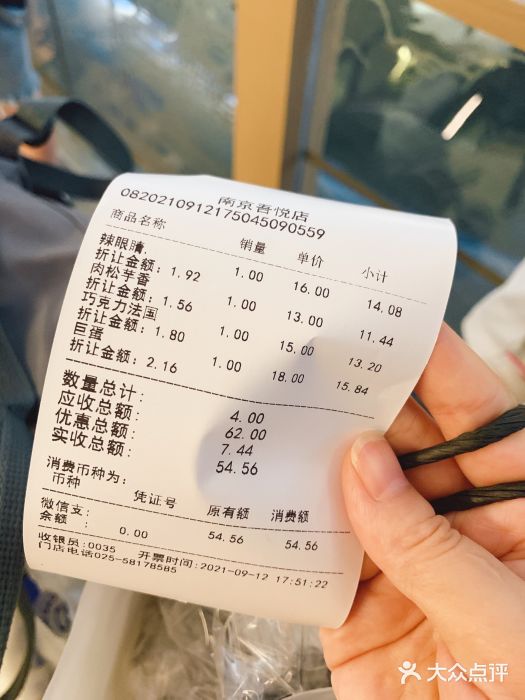 南京吾悦店
0820210912175045090559
商品名称 销量 单价 小计
辣眼睛 1.00 16.00 14.08
折让金额: 1.92
肉松芋香 1.00 13.00 11.44
折让金额: 1.56
巧克力法国 1.00 15.00 13.20
折让金额: 1.80
巨蛋 1.00 18.00 15.84
折让金额: 2.16
数量总计: 4.00
应收总额: 62.00
优惠总额: 7.44
实收总额: 54.56
消费币种为:
币种 凭证号 原有额 消费额
微信支: 54.56 54.56
余额: 0.00
收银员:0035 开票时间:2021-09-12 17:51:22
门店电话025-58178585
大众点评